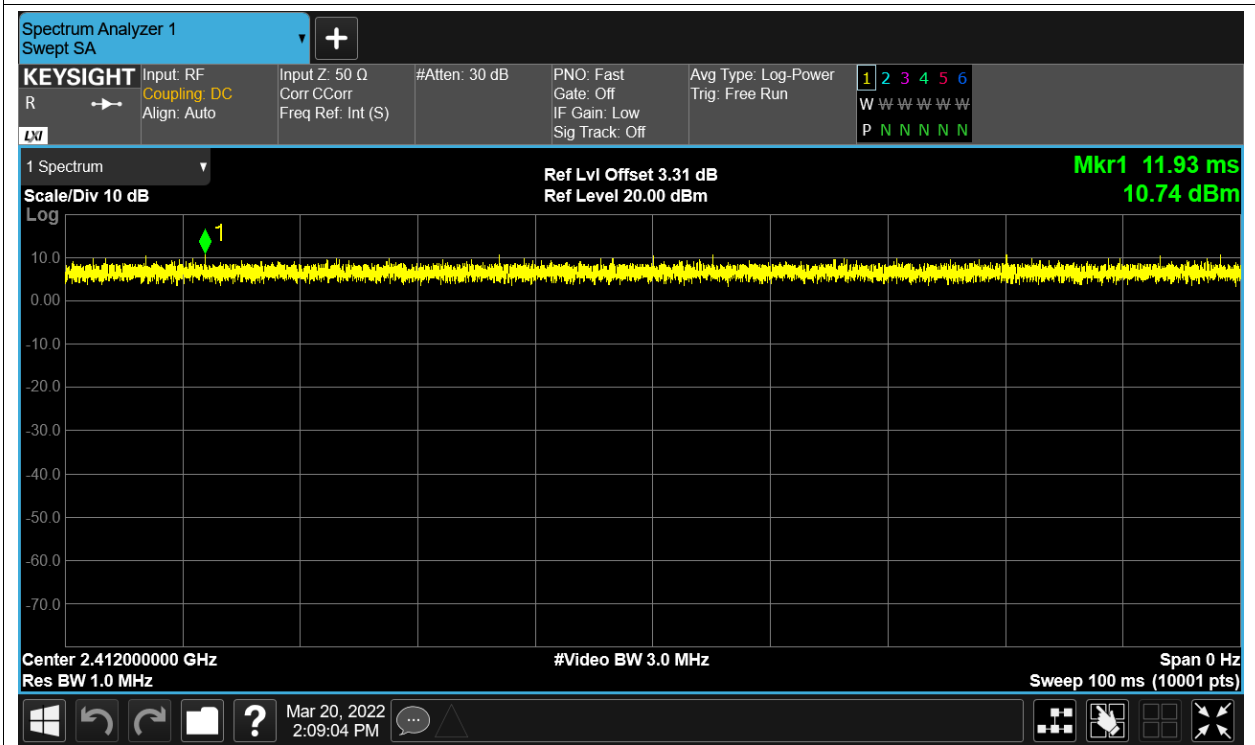 Spectrum Analyzer 1
Swept SA
KEYSIGHT
R
LXI
Input: RF
Coupling: DC
Align: Auto
Input Z: 50 Ω
Corr CCorr
Freq Ref: Int (S)
#Atten: 30 dB
PNO: Fast
Gate: Off
IF Gain: Low
Sig Track: Off
Avg Type: Log-Power
Trig: Free Run
1 2 3 4 5 6
W W W W W W
P N N N N N
1 Spectrum
Scale/Div 10 dB
Ref Lvl Offset 3.31 dB
Ref Level 20.00 dBm
Mkr1 11.93 ms
10.74 dBm
Log
1
10.0
0.00
-10.0
-20.0
-30.0
-40.0
-50.0
-60.0
-70.0
Center 2.412000000 GHz
Res BW 1.0 MHz
#Video BW 3.0 MHz
Span 0 Hz
Sweep 100 ms (10001 pts)
?
Mar 20, 2022
2:09:04 PM